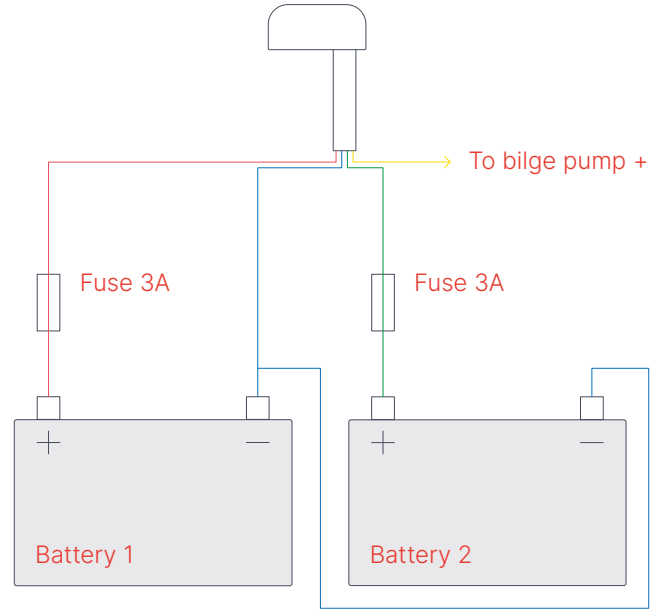 To bilge pump +
Fuse 3A
Fuse 3A
+
—
+
—
Battery 1
Battery 2